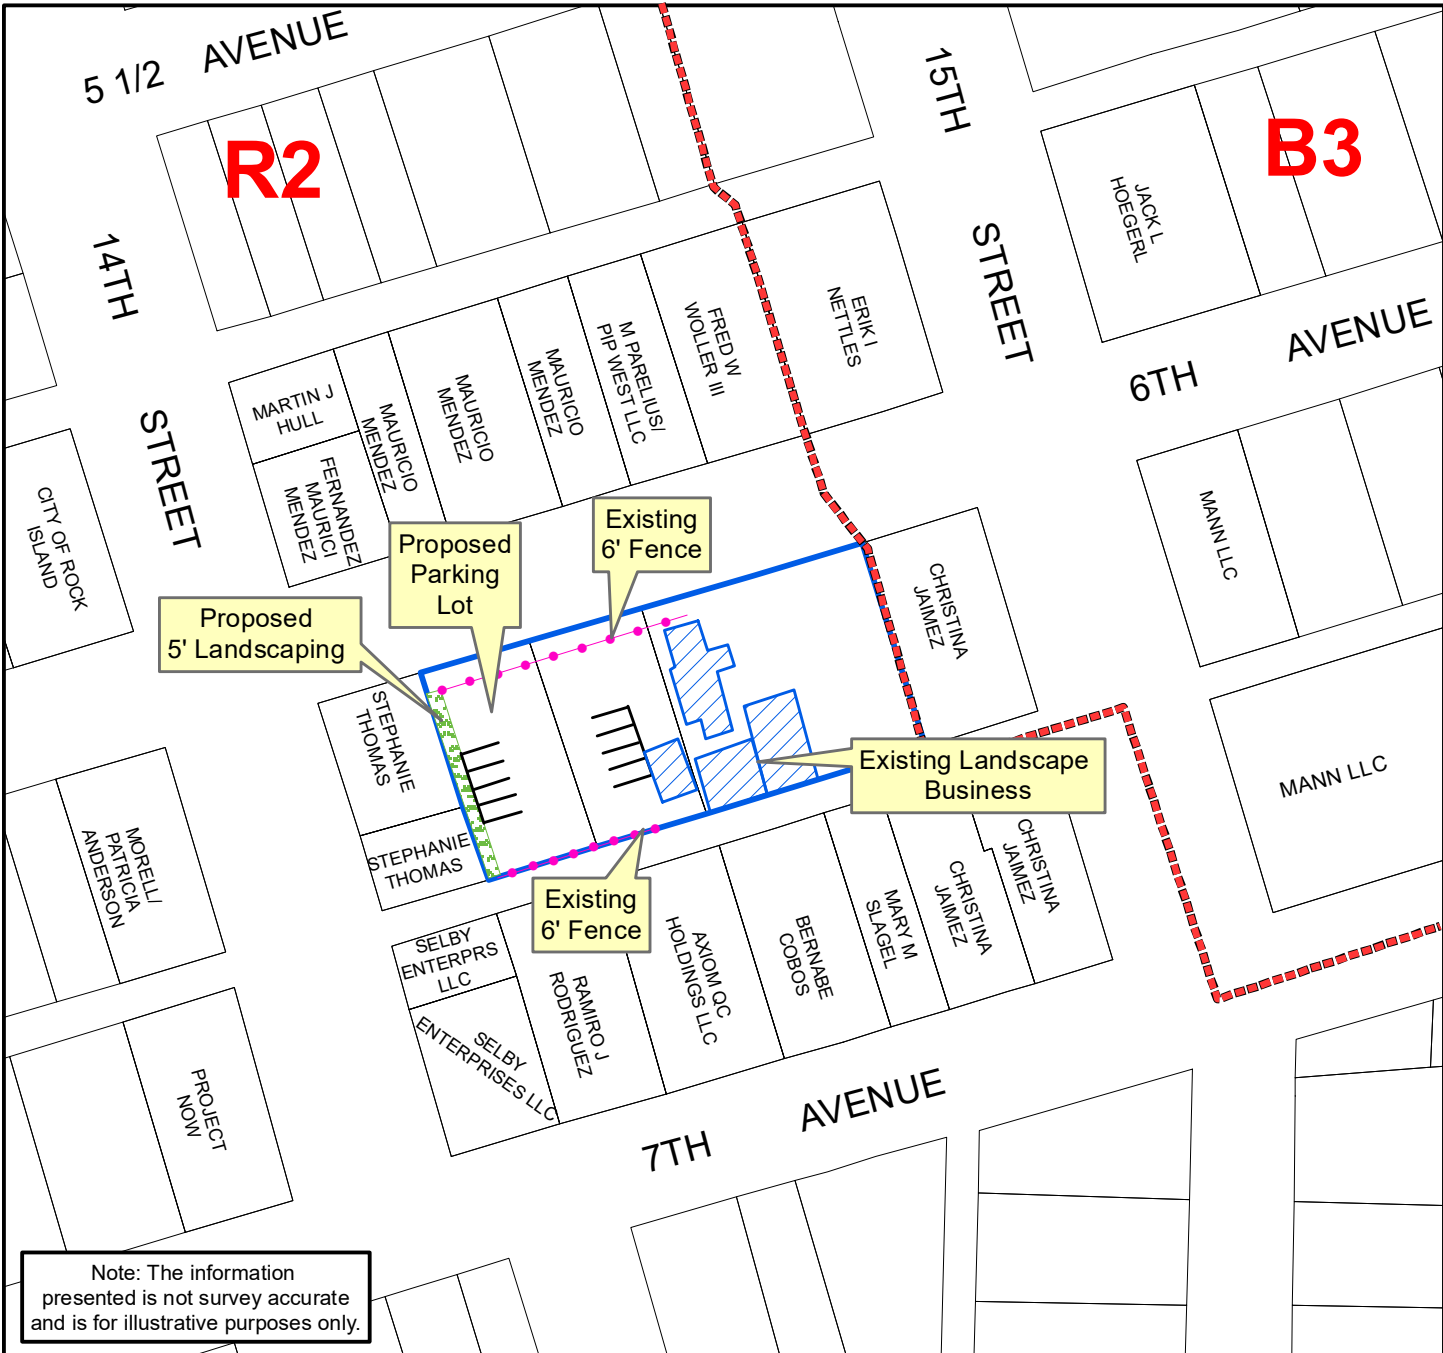 5 1/2 AVENUE
15TH
STREET
R2
B3
JACK L
HOEGERL
14TH
STREET
6TH AVENUE
ERIK I
NETTLES
FRED W
WOLLER III
M PARELIUS/
PIP WEST LLC
MAURICIO
MENDEZ
MAURICIO
MENDEZ
MAURICIO
MENDEZ
MARTIN J
HULL
FERNANDEZ
MAURICI
MENDEZ
CITY OF ROCK
ISLAND
MANN LLC
Proposed
Parking
Lot
Existing
6' Fence
CHRISTINA
JAIMEZ
Proposed
5' Landscaping
STEPHANIE
THOMAS
STEPHANIE
THOMAS
Existing Landscape
Business
MANN LLC
MORELL/
PATRICIA
ANDERSON
Existing
6' Fence
SELBY
ENTERPRS
LLC
SELBY
ENTERPRISES LLC
RAMIRO J
RODRIGUEZ
AXIOM QC
HOLDINGS LLC
BERNABE
COBOS
MARY M
SLAGEL
CHRISTINA
JAIMEZ
CHRISTINA
JAIMEZ
PROJECT
NOW
7TH AVENUE
Note: The information
presented is not survey accurate
and is for illustrative purposes only.